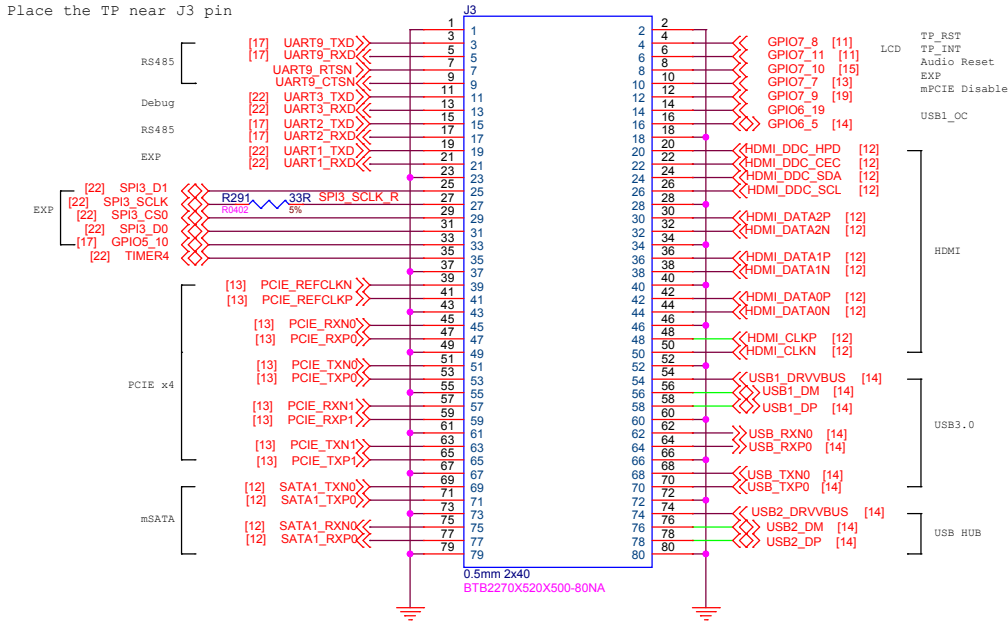 Place the TP near J3 pin
J3
1 1 2 2
3 3 [17] UART9_TXD 4 4 GPIO7_8 [11] TP_RST
5 5 [17] UART9_RXD 6 6 GPIO7_11 [11] LCD TP_INT
RS485
7 7 UART9_RTSN 8 8 GPIO7_10 [15] Audio Reset
9 9 UART9_CTSN 10 10 GPIO7_7 [13] EXP
11 11 [22] UART3_TXD 12 12 GPIO7_9 [19] mPCIE Disable
Debug
13 13 [22] UART3_RXD 14 14 GPIO6_19
15 15 [17] UART2_TXD 16 16 GPIO6_5 [14] USB1_OC
RS485
17 17 [17] UART2_RXD 18 18
19 19 [22] UART1_TXD 20 20 HDMI_DDC_HPD [12]
EXP
21 21 [22] UART1_RXD 22 22 HDMI_DDC_CEC [12]
23 23 24 24 HDMI_DDC_SDA [12]
25 25 [22] SPI3_D1 26 26 HDMI_DDC_SCL [12]
27 27 [22] SPI3_SCLK R291 33R SPI3_SCLK_R 28 28
R0402 5%
EXP
29 29 [22] SPI3_CS0 30 30 HDMI_DATA2P [12]
31 31 [22] SPI3_D0 32 32 HDMI_DATA2N [12]
33 33 [17] GPIO5_10 34 34
HDMI
35 35 [22] TIMER4 36 36 HDMI_DATA1P [12]
37 37 38 38 HDMI_DATA1N [12]
39 39 [13] PCIE_REFCLKN 40 40
41 41 [13] PCIE_REFCLKP 42 42 HDMI_DATA0P [12]
43 43 44 44 HDMI_DATA0N [12]
45 45 [13] PCIE_RXN0 46 46
47 47 [13] PCIE_RXP0 48 48 HDMI_CLKP [12]
49 49 50 50 HDMI_CLKN [12]
51 51 [13] PCIE_TXN0 52 52
53 53 [13] PCIE_TXP0 54 54 USB1_DRVVBUS [14]
PCIE x4
55 55 56 56 USB1_DM [14]
57 57 [13] PCIE_RXN1 58 58 USB1_DP [14]
59 59 [13] PCIE_RXP1 60 60
USB3.0
61 61 62 62 USB_RXN0 [14]
63 63 [13] PCIE_TXN1 64 64 USB_RXP0 [14]
65 65 [13] PCIE_TXP1 66 66
67 67 68 68 USB_TXN0 [14]
69 69 [12] SATA1_TXN0 70 70 USB_TXP0 [14]
71 71 [12] SATA1_TXP0 72 72
mSATA
73 73 74 74 USB2_DRVVBUS [14]
75 75 [12] SATA1_RXN0 76 76 USB2_DM [14]
USB HUB
77 77 [12] SATA1_RXP0 78 78 USB2_DP [14]
79 79 80 80
0.5mm 2x40
BTB2270X520X500-80NA